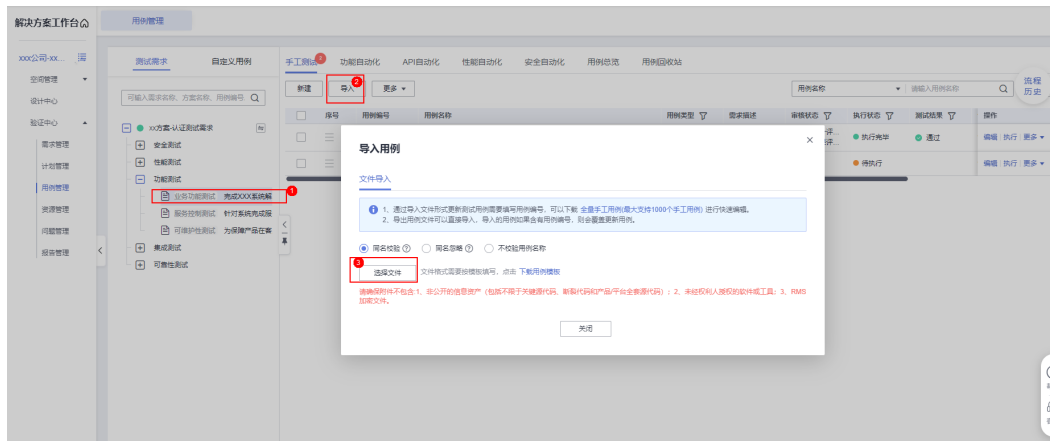 解决方案工作台
用例管理
xxx公司-xx...
空间管理
设计中心
验证中心
需求管理
计划管理
用例管理
资源管理
问题管理
报告管理
测试需求
自定义用例
可输入需求名称、方案名称、用例编号
xx方案-认证测试需求
安全测试
性能测试
功能测试
业务功能测试 完成XXX系统解
1
服务控制测试 针对系统完成服
可维护性测试 为保障产品在客
集成测试
可靠性测试
手工测试
功能自动化
API自动化
性能自动化
安全自动化
用例总览
用例回收站
新建
导入
2
更多
用例名称
请输入用例名称
流程
历史
序号
用例编号
用例名称
用例类型
需求描述
审核状态
执行状态
测试结果
操作
执行完毕
通过
编辑 执行 更多
待执行
编辑 执行 更多
导入用例
文件导入
1、通过导入文件形式更新测试用例需要填写用例编号，可以下载 全量手工用例(最大支持1000个手工用例) 进行快速编辑。
2、导出用例文件可以直接导入，导入的用例如果含有用例编号，则会覆盖更新用例。
同名校验
同名忽略
不校验用例名称
3
选择文件
文件格式需要按模板填写，点击 下载用例模板
请确保附件不包含:1、非公开的信息资产（包括不限于关键源代码、断裂代码和产品/平台全套源代码）；2、未经权利人授权的软件或工具；3、RMS
加密文件。
关闭